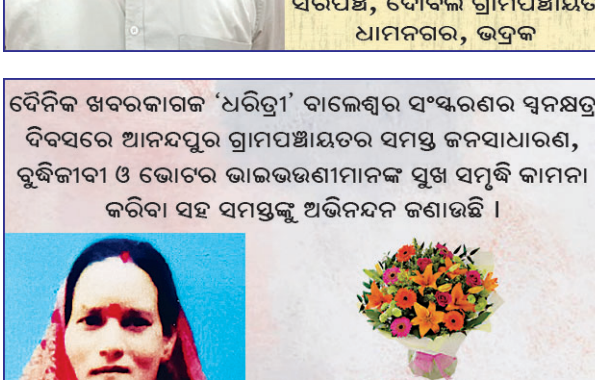 ସରପଞ୍ଚ, ଦୋବଲ ଗ୍ରାମପଞ୍ଚାୟତ
ଧାମନଗର, ଭଦ୍ରକ
ଦୈନିକ ଖବରକାଗଜ ‘ଧରିତ୍ରୀ’ ବାଲେଶ୍ୱର ସଂସ୍କରଣର ସ୍ୱନକ୍ଷତ୍ର
ଦିବସରେ ଆନନ୍ଦପୁର ଗ୍ରାମପଞ୍ଚାୟତର ସମସ୍ତ ଜନସାଧାରଣ,
ବୁଦ୍ଧିଜୀବୀ ଓ ଭୋଟର ଭାଇଭଉଣୀମାନଙ୍କ ସୁଖ ସମୃଦ୍ଧି କାମନା
କରିବା ସହ ସମସ୍ତଙ୍କୁ ଅଭିନନ୍ଦନ ଜଣାଉଛି ।